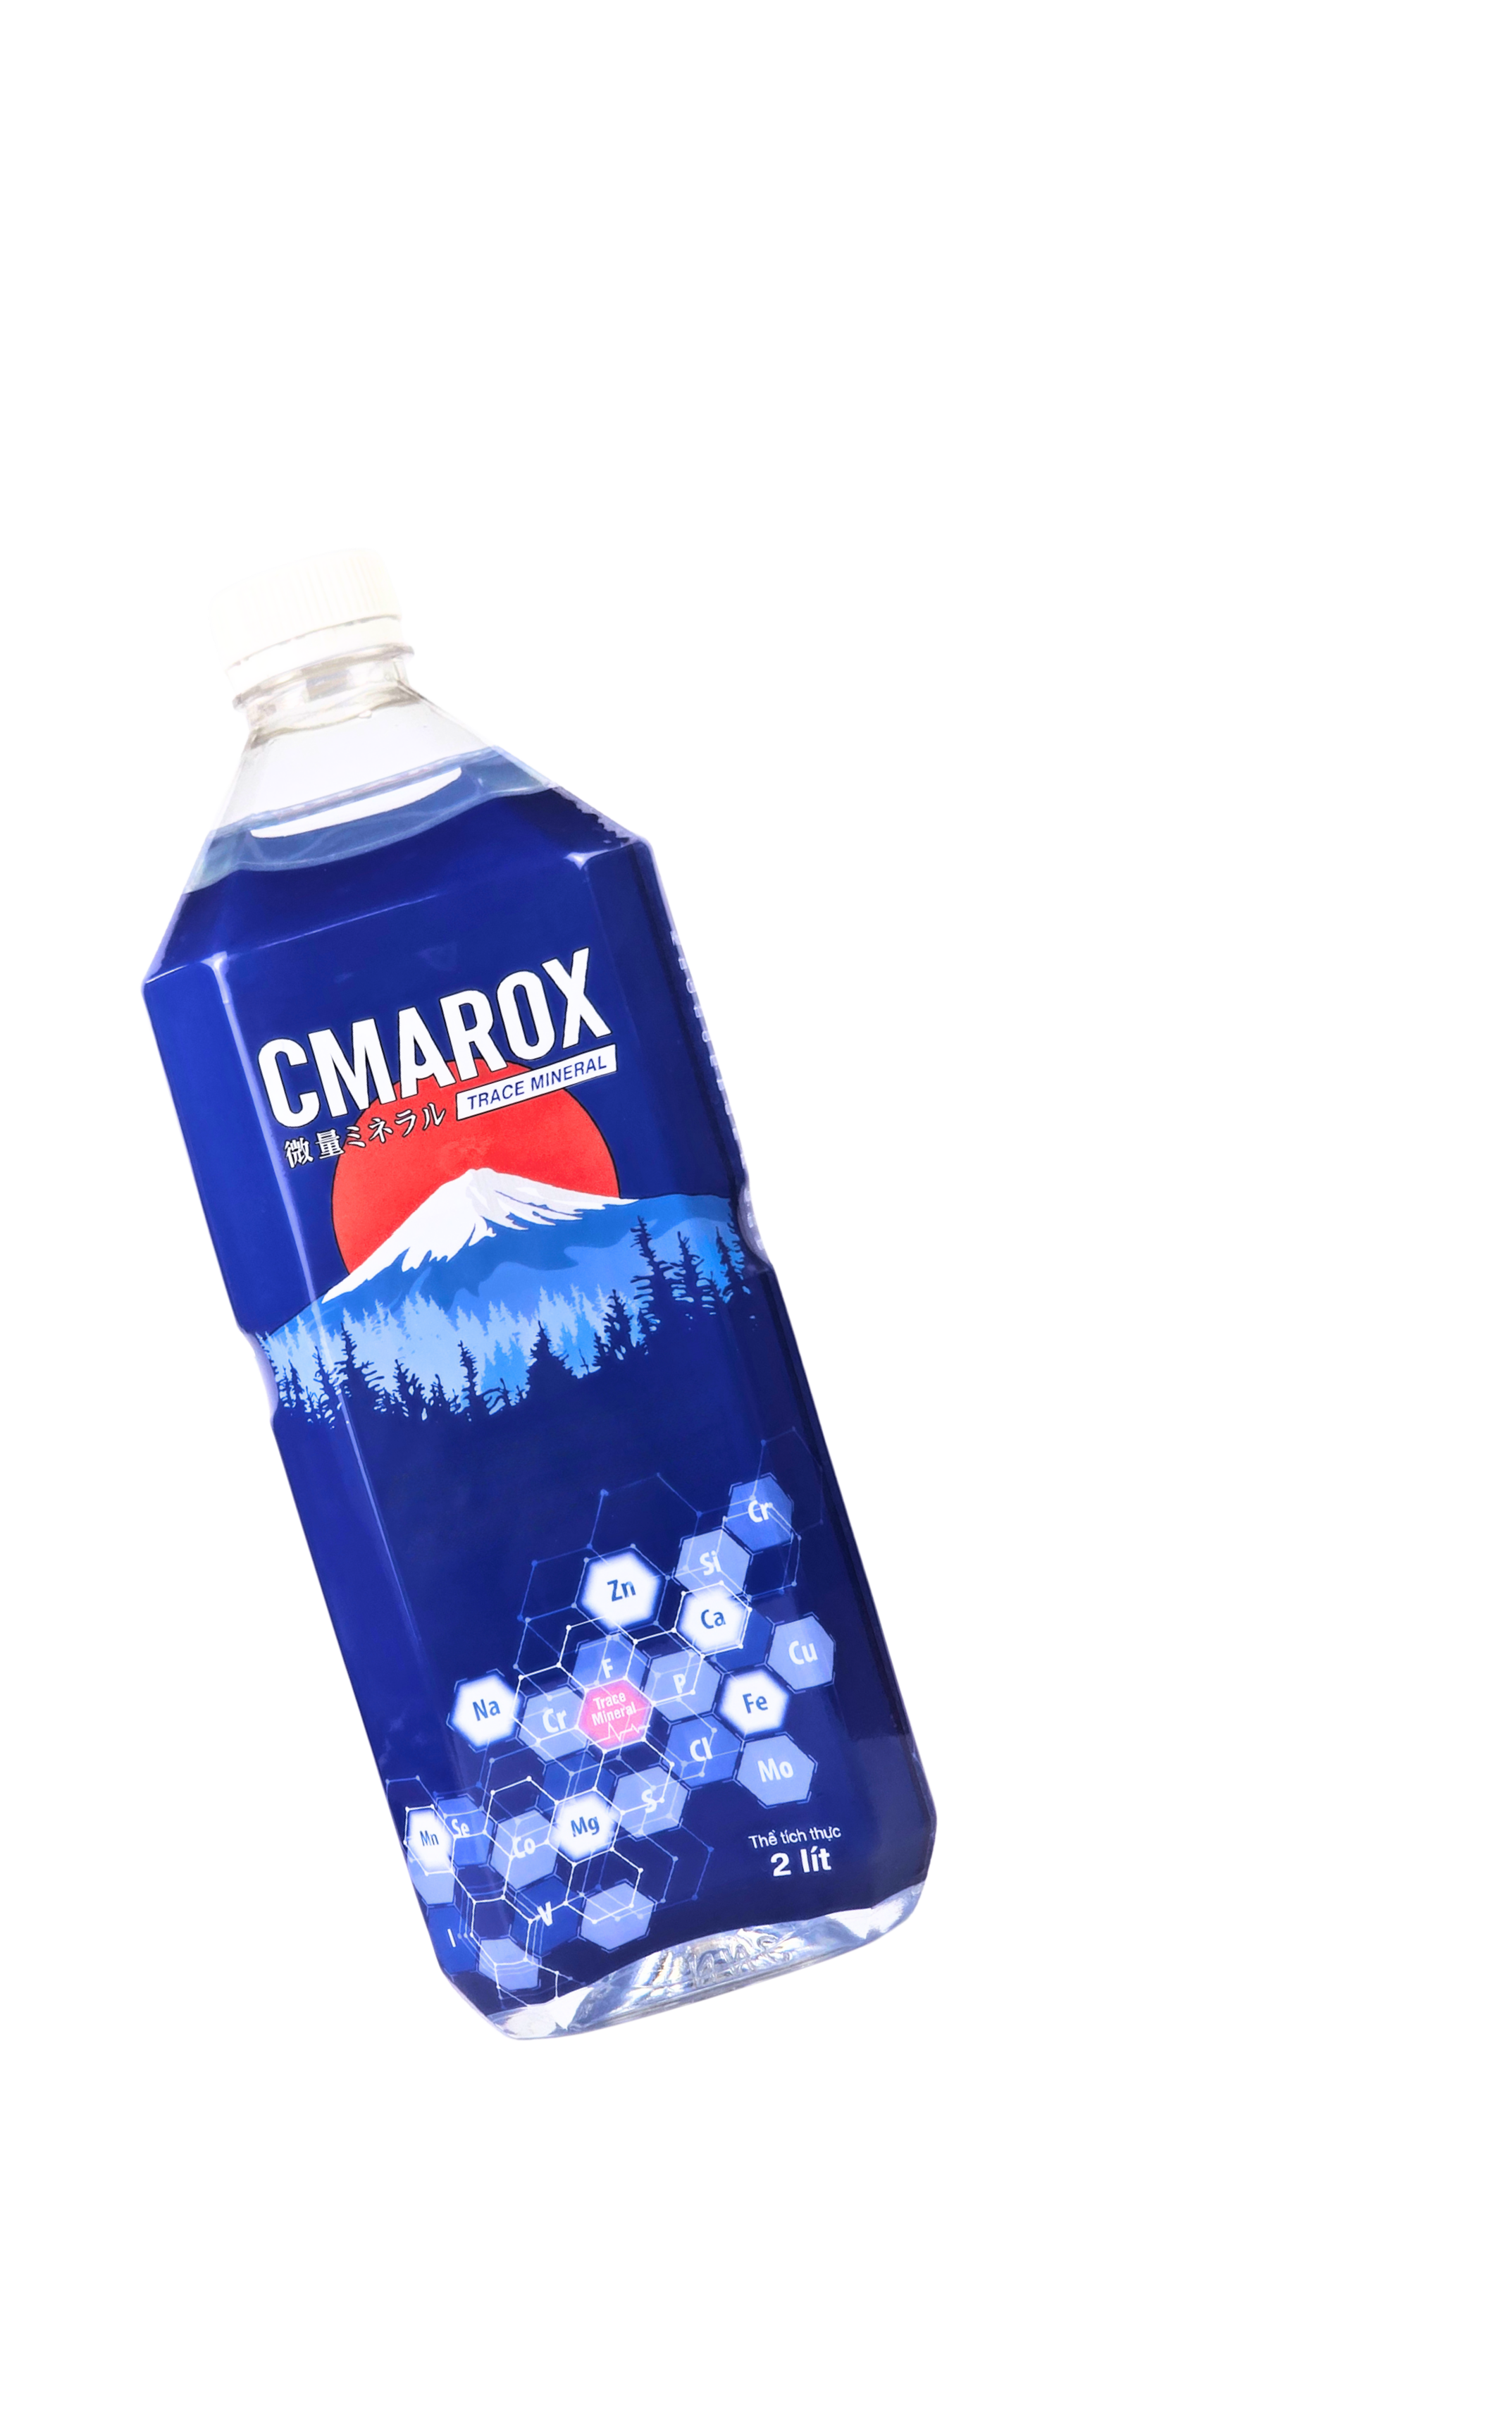 CMAROX
TRACE MINERAL
微量ミネラル
Cr
Si
Zn
Ca
Cu
F
P
Na
Cr
Trace
Mineral
Fe
Cl
Mo
S
Mg
Mn
Se
Co
V
I
Thể tích thực
2 lít